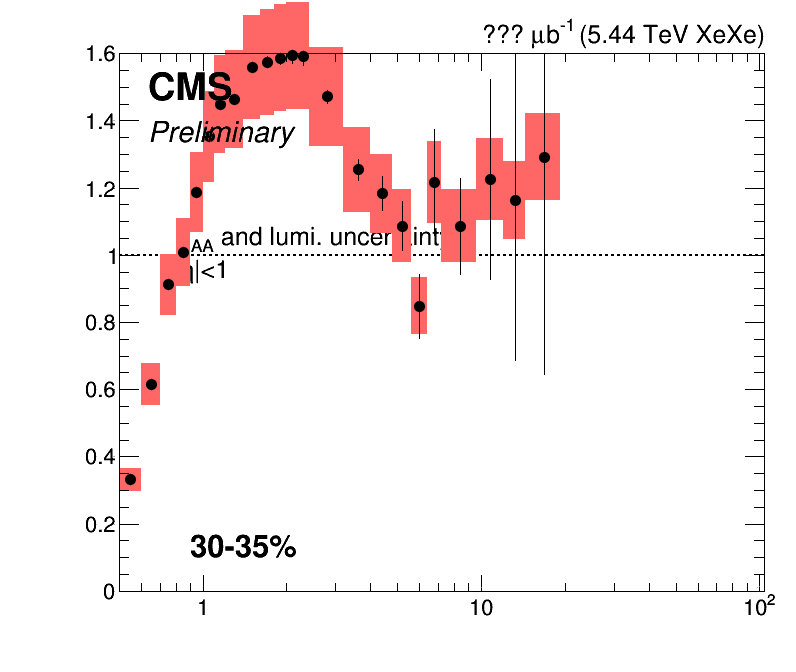 ??? μb⁻¹ (5.44 TeV XeXe)
1.6
CMS
1.4
Preliminary
1.2
AA and lumi.
1
|<1
0.8
0.6
0.4
0.2
30-35%
0
1 10 10²